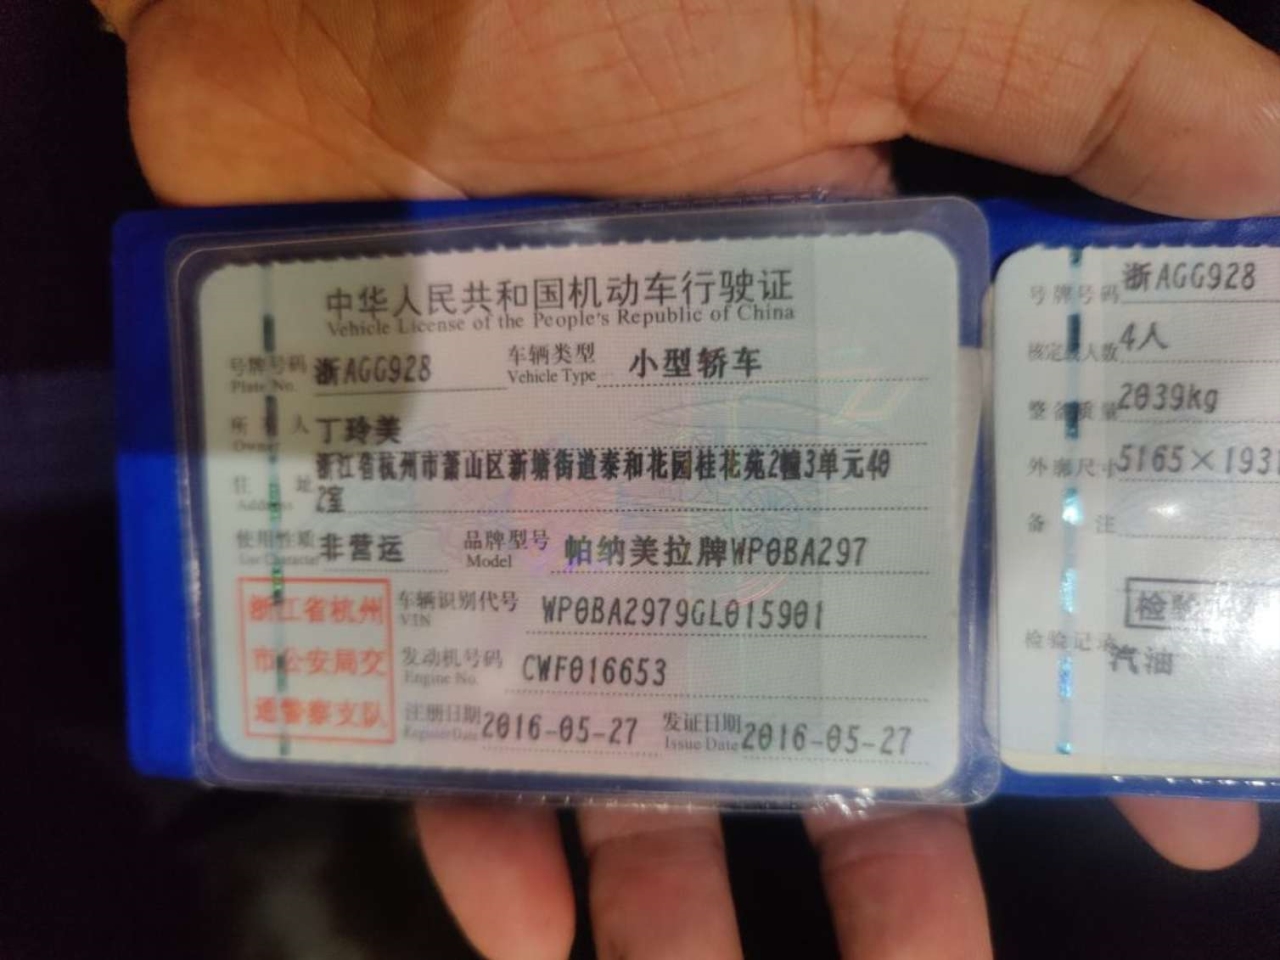 中华人民共和国机动车行驶证
Vehicle License of the People's Republic of China
号牌号码 浙AGG928 车辆类型 小型轿车
Plate No. Vehicle Type
所有人 丁玲美
Owner
浙江省杭州市萧山区新塘街道泰和花园桂花苑2幢3单元40
住址 2室
Address
使用性质 非营运 品牌型号 帕纳美拉牌WP0BA297
Use Character Model
浙江省杭州
市公安局交
通警察支队
车辆识别代号 WP0BA2979GL015901
VIN
发动机号码 CWF016653
Engine No.
注册日期 2016-05-27 发证日期 2016-05-27
Register Date Issue Date
号牌号码 浙AGG928
核定载人数 4人
整备质量 2039kg
外廓尺寸 5165×1931
备注
检验
检验记录 汽油